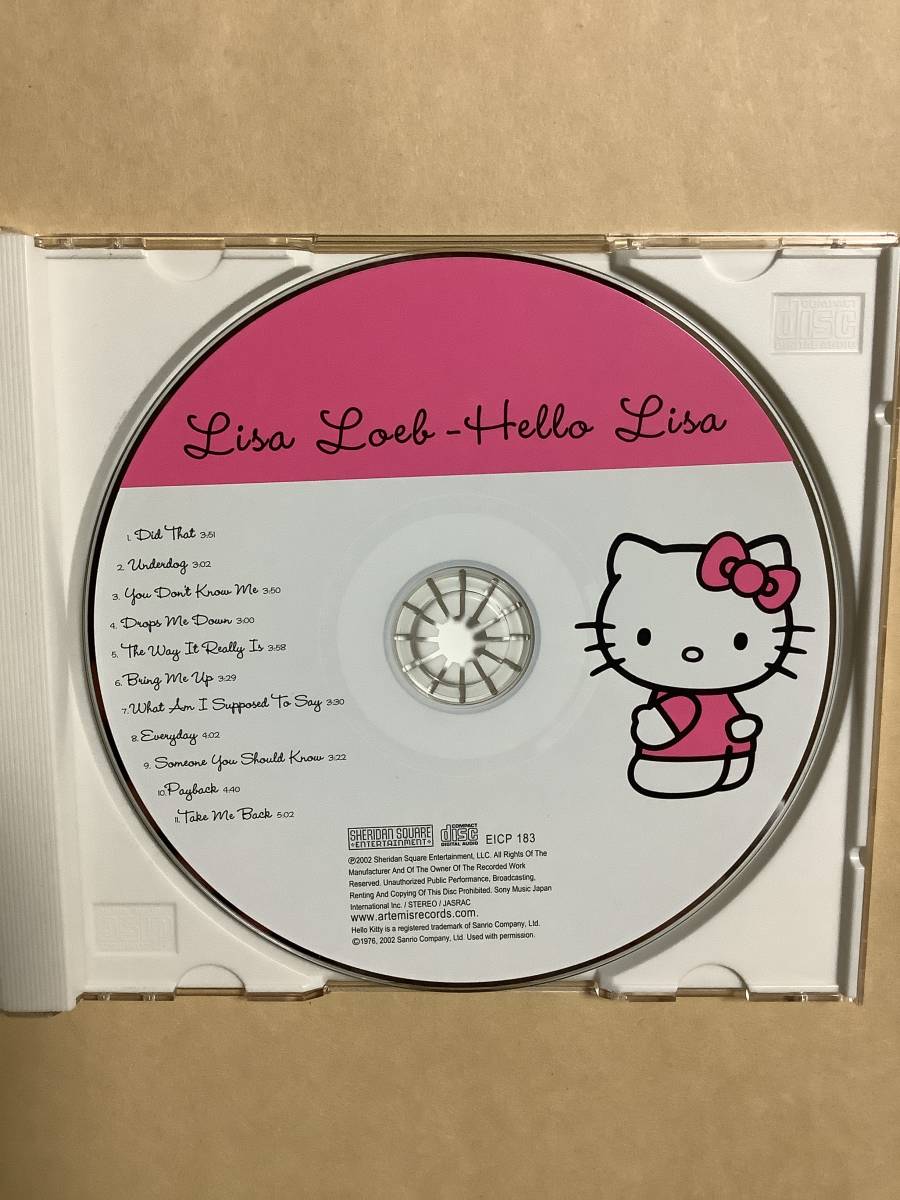 COMPACT
disc
Lisa Loeb - Hello Lisa
1. Did That 3:51
2. Underdog 3:02
3. You Don't Know Me 3:50
4. Drops Me Down 3:00
5. The Way It Really Is 3:58
6. Bring Me Up 3:29
7. What Am I Supposed To Say 3:30
8. Everyday 4:02
9. Someone You Should Know 3:22
10. Payback 4:40
11. Take Me Back 5:02
SHERIDAN SQUARE
ENTERTAINMENT
COMPACT
disc
DIGITAL AUDIO
EICP 183
℗2002 Sheridan Square Entertainment, LLC. All Rights Of The
Manufacturer And Of The Owner Of The Recorded Work
Reserved. Unauthorized Public Performance, Broadcasting,
Renting And Copying Of This Disc Prohibited. Sony Music Japan
International Inc. / STEREO / JASRAC
www.artemisrecords.com.
Hello Kitty is a registered trademark of Sanrio Company, Ltd.
©1976, 2002 Sanrio Company, Ltd. Used with permission.